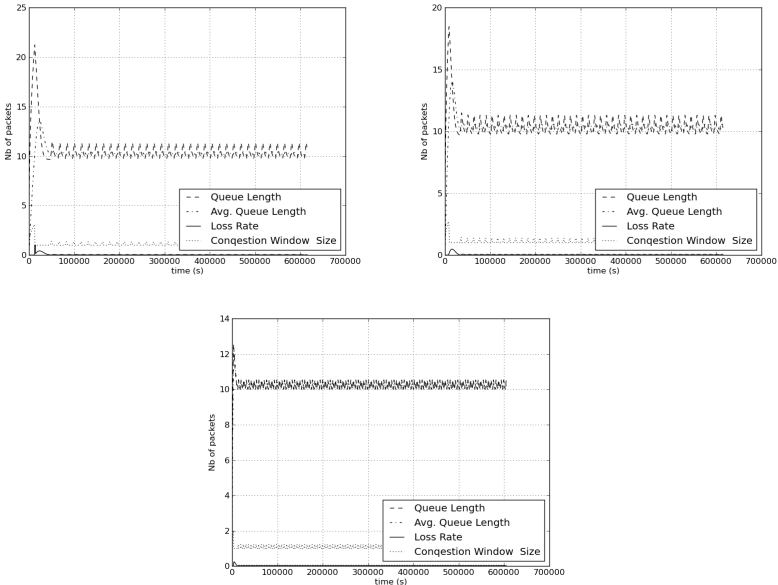 25
20
15
10
5
0
Nb of packets
0 100000 200000 300000 400000 500000 600000 700000
time (s)
Queue Length
Avg. Queue Length
Loss Rate
Conqestion Window Size
20
15
10
5
0
Nb of packets
0 100000 200000 300000 400000 500000 600000 700000
time (s)
Queue Length
Avg. Queue Length
Loss Rate
Conqestion Window Size
14
12
10
8
6
4
2
0
Nb of packets
0 100000 200000 300000 400000 500000 600000 700000
time (s)
Queue Length
Avg. Queue Length
Loss Rate
Conqestion Window Size